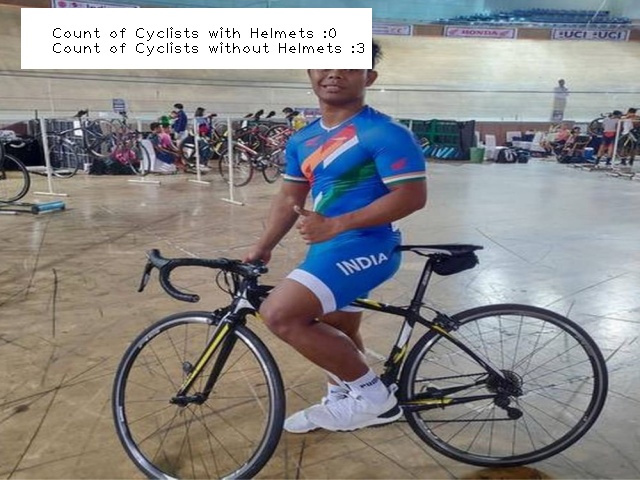 Count of Cyclists with Helmets :0
Count of Cyclists without Helmets :3
HONDA
UCI UCI
INDIA